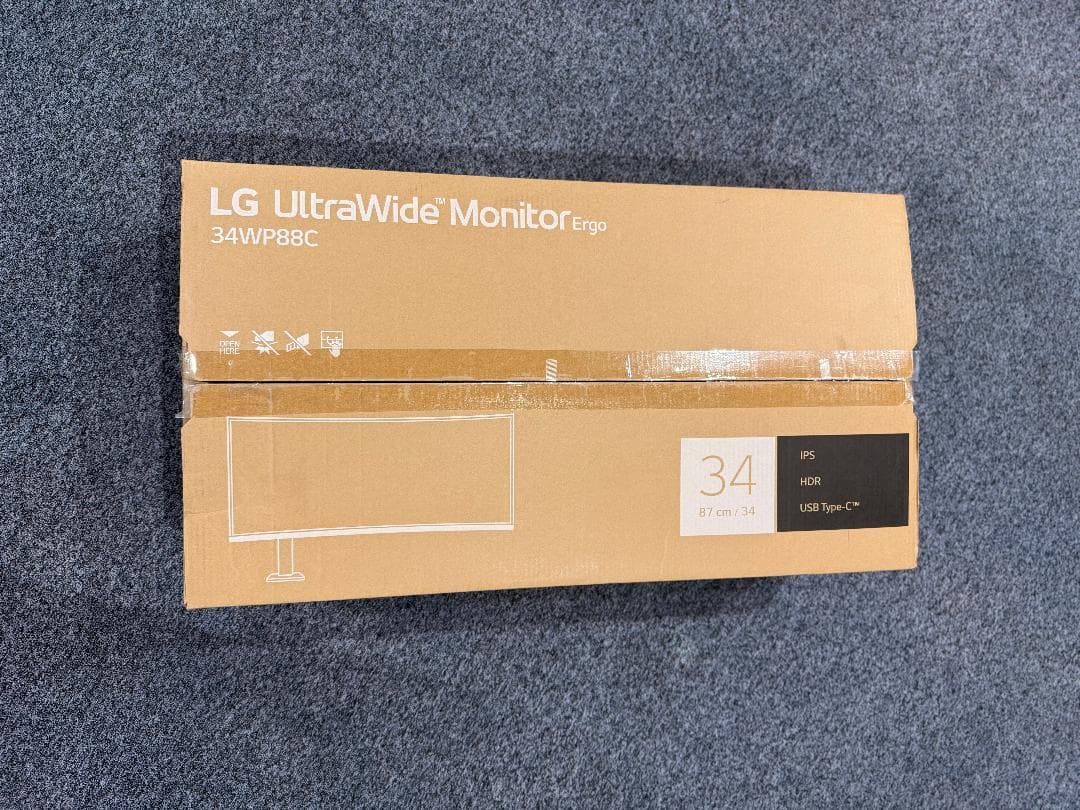 LG UltraWide™ Monitor Ergo
34WP88C
OPEN
HERE
34
87 cm / 34
IPS
HDR
USB Type-C™